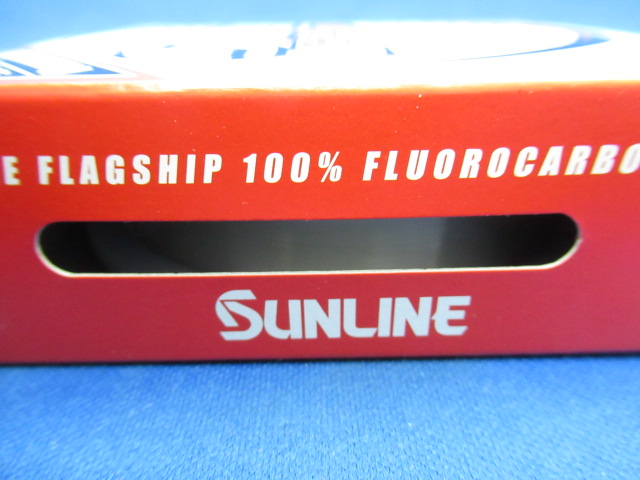 E FLAGSHIP 100% FLUOROCARBO
SUNLINE